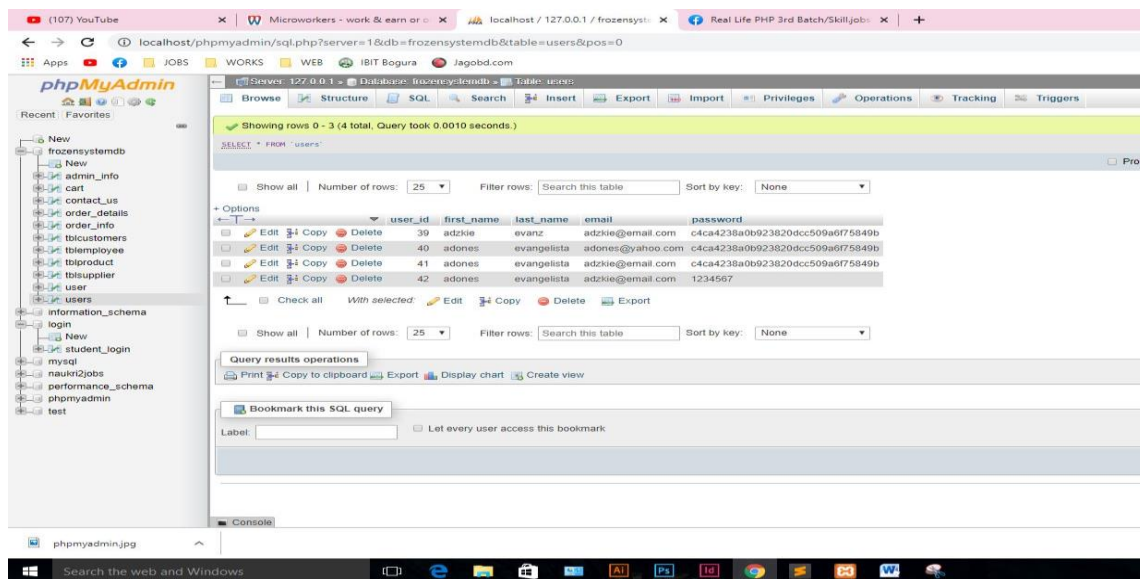 (107) YouTube
Microworkers - work & earn or o
localhost / 127.0.0.1 / frozensyste
Real Life PHP 3rd Batch/Skill.jobs
localhost/phpmyadmin/sql.php?server=1&db=frozensystemdb&table=users&pos=0
Apps JOBS WORKS WEB IBIT Bogura Jagobd.com
phpMyAdmin
Recent Favorites
New
frozensystemdb
New
admin_info
cart
contact_us
order_details
order_info
tblcustomers
tblemployee
tblproduct
tblsupplier
user
users
information_schema
login
New
student_login
mysql
naukri2jobs
performance_schema
phpmyadmin
test
Server: 127.0.0.1 » Database: frozensystemdb » Table: users
Browse Structure SQL Search Insert Export Import Privileges Operations Tracking Triggers
Showing rows 0 - 3 (4 total, Query took 0.0010 seconds.)
SELECT * FROM `users`
Pro
Show all | Number of rows: 25 Filter rows: Search this table Sort by key: None
+ Options
←T→ user_id first_name last_name email password
Edit Copy Delete 39 adzkie evanz adzkie@email.com c4ca4238a0b923820dcc509a6f75849b
Edit Copy Delete 40 adones evangelista adones@yahoo.com c4ca4238a0b923820dcc509a6f75849b
Edit Copy Delete 41 adones evangelista adzkie@email.com c4ca4238a0b923820dcc509a6f75849b
Edit Copy Delete 42 adones evangelista adzkie@email.com 1234567
Check all With selected: Edit Copy Delete Export
Show all | Number of rows: 25 Filter rows: Search this table Sort by key: None
Query results operations
Print Copy to clipboard Export Display chart Create view
Bookmark this SQL query
Label: Let every user access this bookmark
Console
phpmyadmin.jpg
Search the web and Windows
Ai Ps Id W